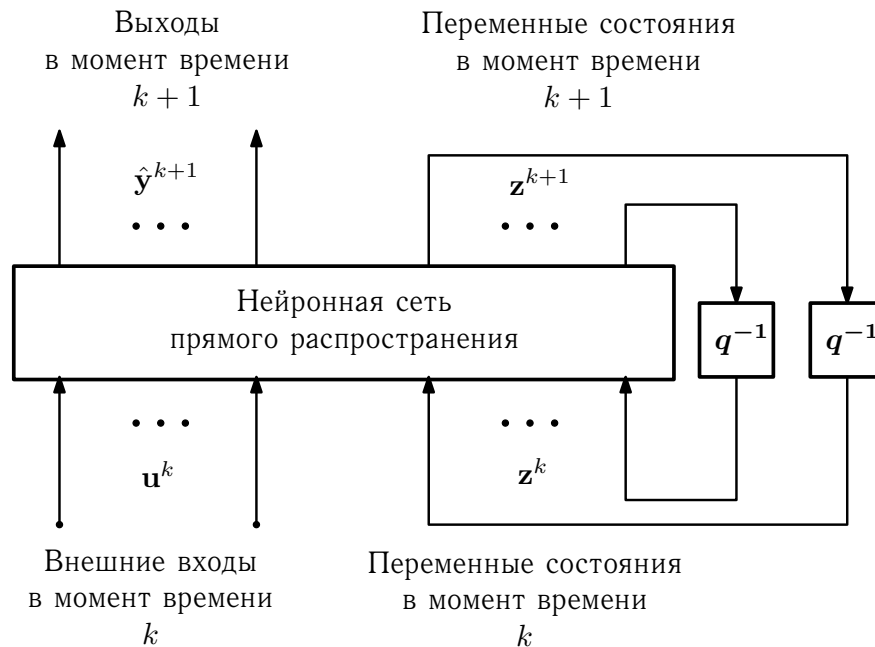 Выходы
в момент времени
k + 1
Переменные состояния
в момент времени
k + 1
ŷ^{k+1}
z^{k+1}
Нейронная сеть
прямого распространения
q^{−1}
q^{−1}
u^k
z^k
Внешние входы
в момент времени
k
Переменные состояния
в момент времени
k